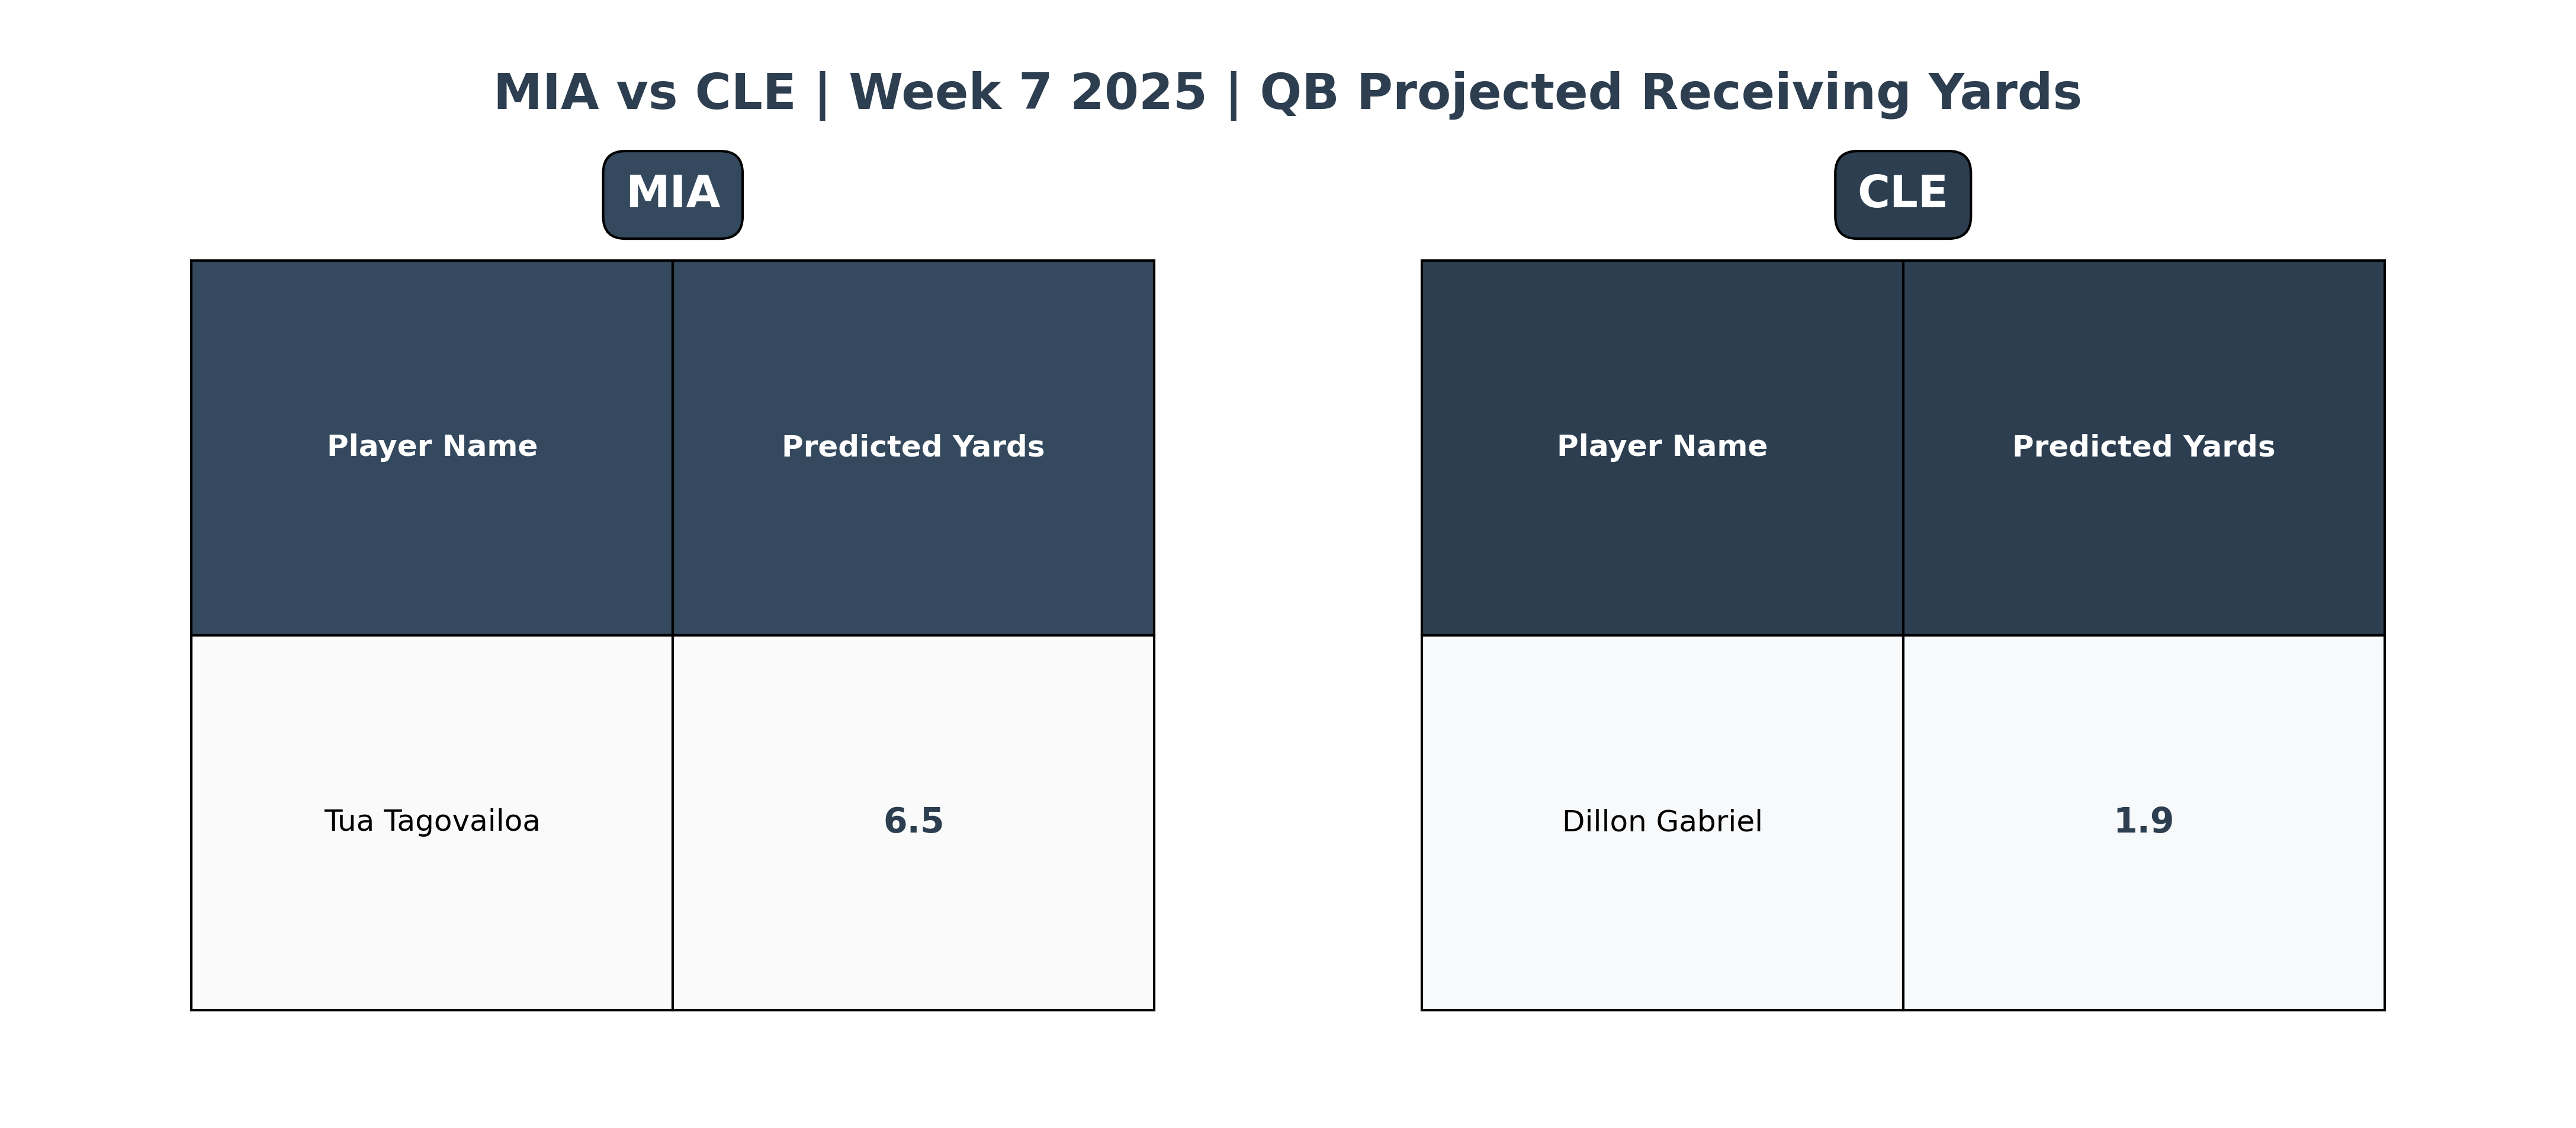 MIA vs CLE | Week 7 2025 | QB Projected Receiving Yards
MIA
Player Name Predicted Yards
Tua Tagovailoa 6.5
CLE
Player Name Predicted Yards
Dillon Gabriel 1.9